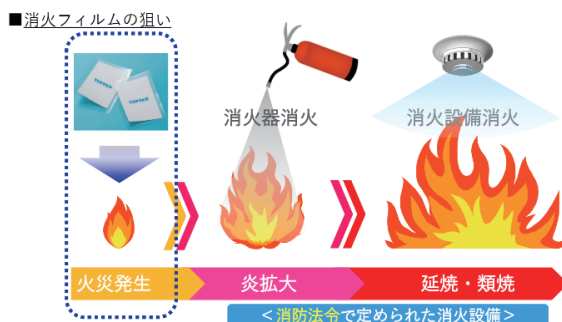 ■消火フィルムの狙い
TOPPAN
TOPPAN
消火器消火
消火設備消火
火災発生
炎拡大
延焼・類焼
＜消防法令で定められた消火設備＞